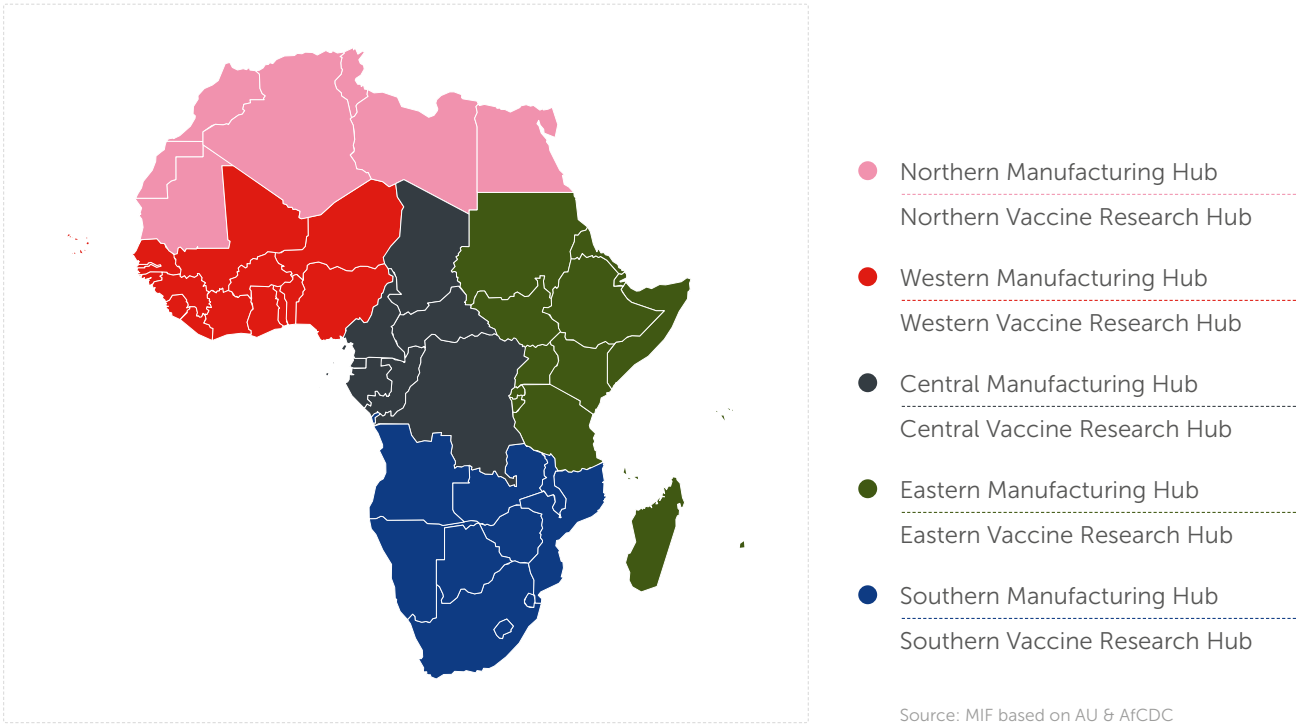 Northern Manufacturing Hub
Northern Vaccine Research Hub
Western Manufacturing Hub
Western Vaccine Research Hub
Central Manufacturing Hub
Central Vaccine Research Hub
Eastern Manufacturing Hub
Eastern Vaccine Research Hub
Southern Manufacturing Hub
Southern Vaccine Research Hub
Source: MIF based on AU & AfCDC